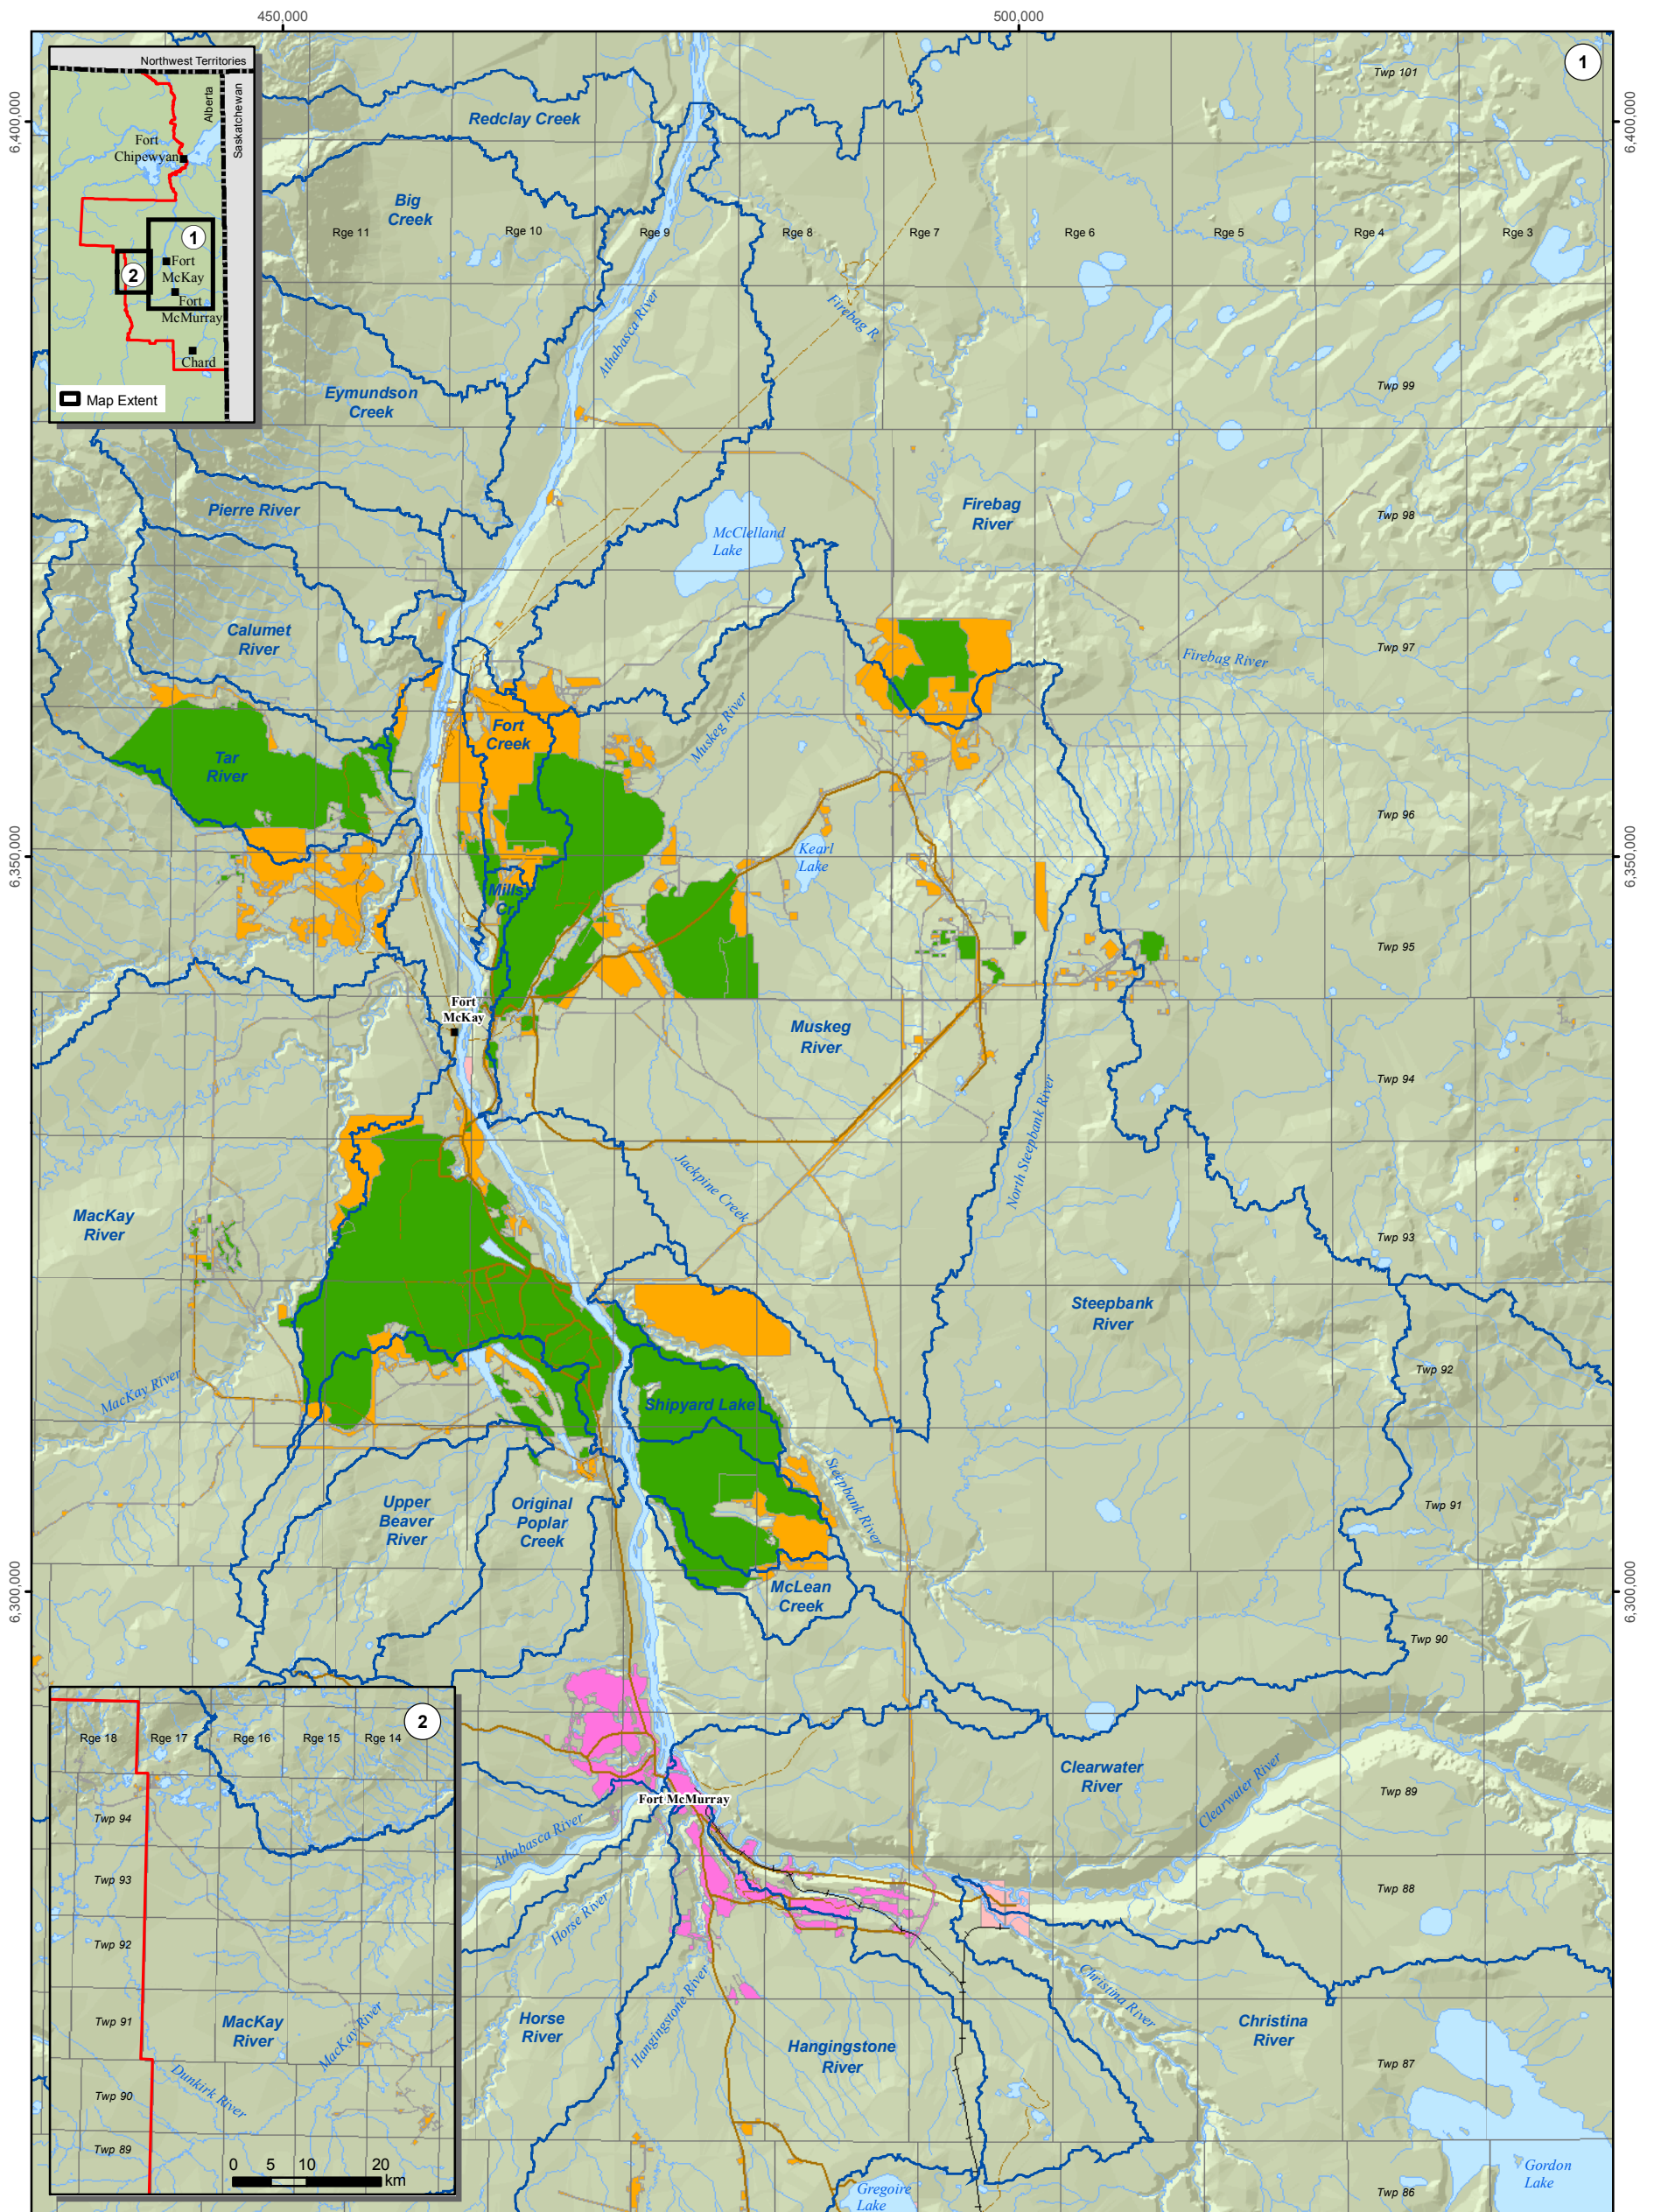 450,000
500,000
6,400,000
6,400,000
6,350,000
6,350,000
6,300,000
6,300,000
1
Northwest Territories
Alberta
Saskatchewan
Fort
Chipewyan
1
2
Fort
McKay
Fort
McMurray
Chard
Map Extent
Redclay Creek
Twp 101
Big
Creek
Rge 11
Rge 10
Rge 9
Rge 8
Rge 7
Rge 6
Rge 5
Rge 4
Rge 3
Athabasca River
Firebag R.
Eymundson
Creek
Twp 99
Pierre River
Firebag
River
Twp 98
McClelland
Lake
Calumet
River
Firebag River
Twp 97
Fort
Creek
Muskeg River
Tar
River
Twp 96
Kearl
Lake
Mills
Cr.
Twp 95
Fort
McKay
Muskeg
River
Twp 94
North Steepbank River
Jackpine Creek
MacKay
River
Twp 93
Steepbank
River
Twp 92
MacKay River
Shipyard Lake
Steepbank River
Upper
Beaver
River
Original
Poplar
Creek
Twp 91
McLean
Creek
Twp 90
Clearwater
River
Clearwater River
Twp 89
Fort McMurray
Athabasca River
Horse River
Twp 88
Hangingstone River
Christina River
Horse
River
Hangingstone
River
Christina
River
Twp 87
Gregoire
Lake
Gordon
Lake
Twp 86
2
Rge 18
Rge 17
Rge 16
Rge 15
Rge 14
Twp 94
Twp 93
Twp 92
Twp 91
MacKay
River
MacKay River
Dunkirk River
Twp 90
Twp 89
0 5 10 20
km